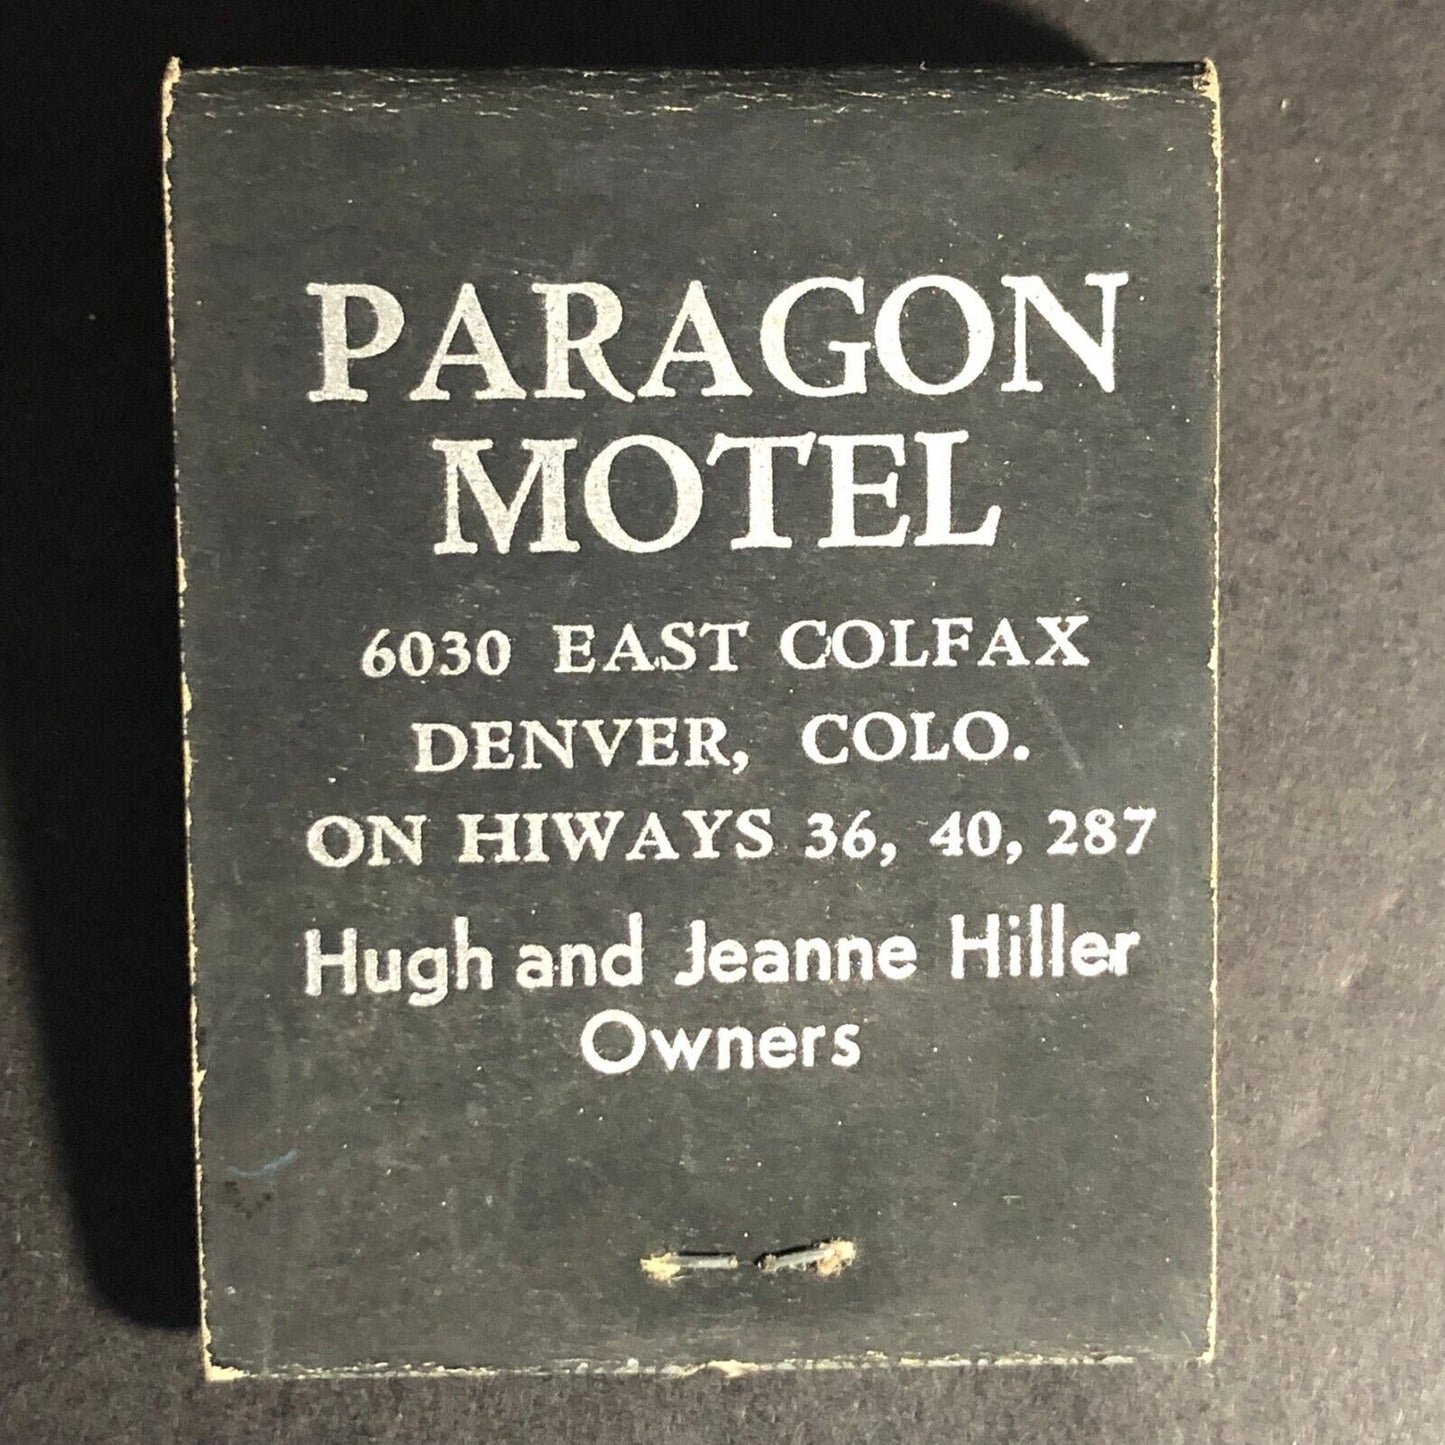 PARAGON
MOTEL
6030 EAST COLFAX
DENVER, COLO.
ON HIWAYS 36, 40, 287
Hugh and Jeanne Hiller
Owners